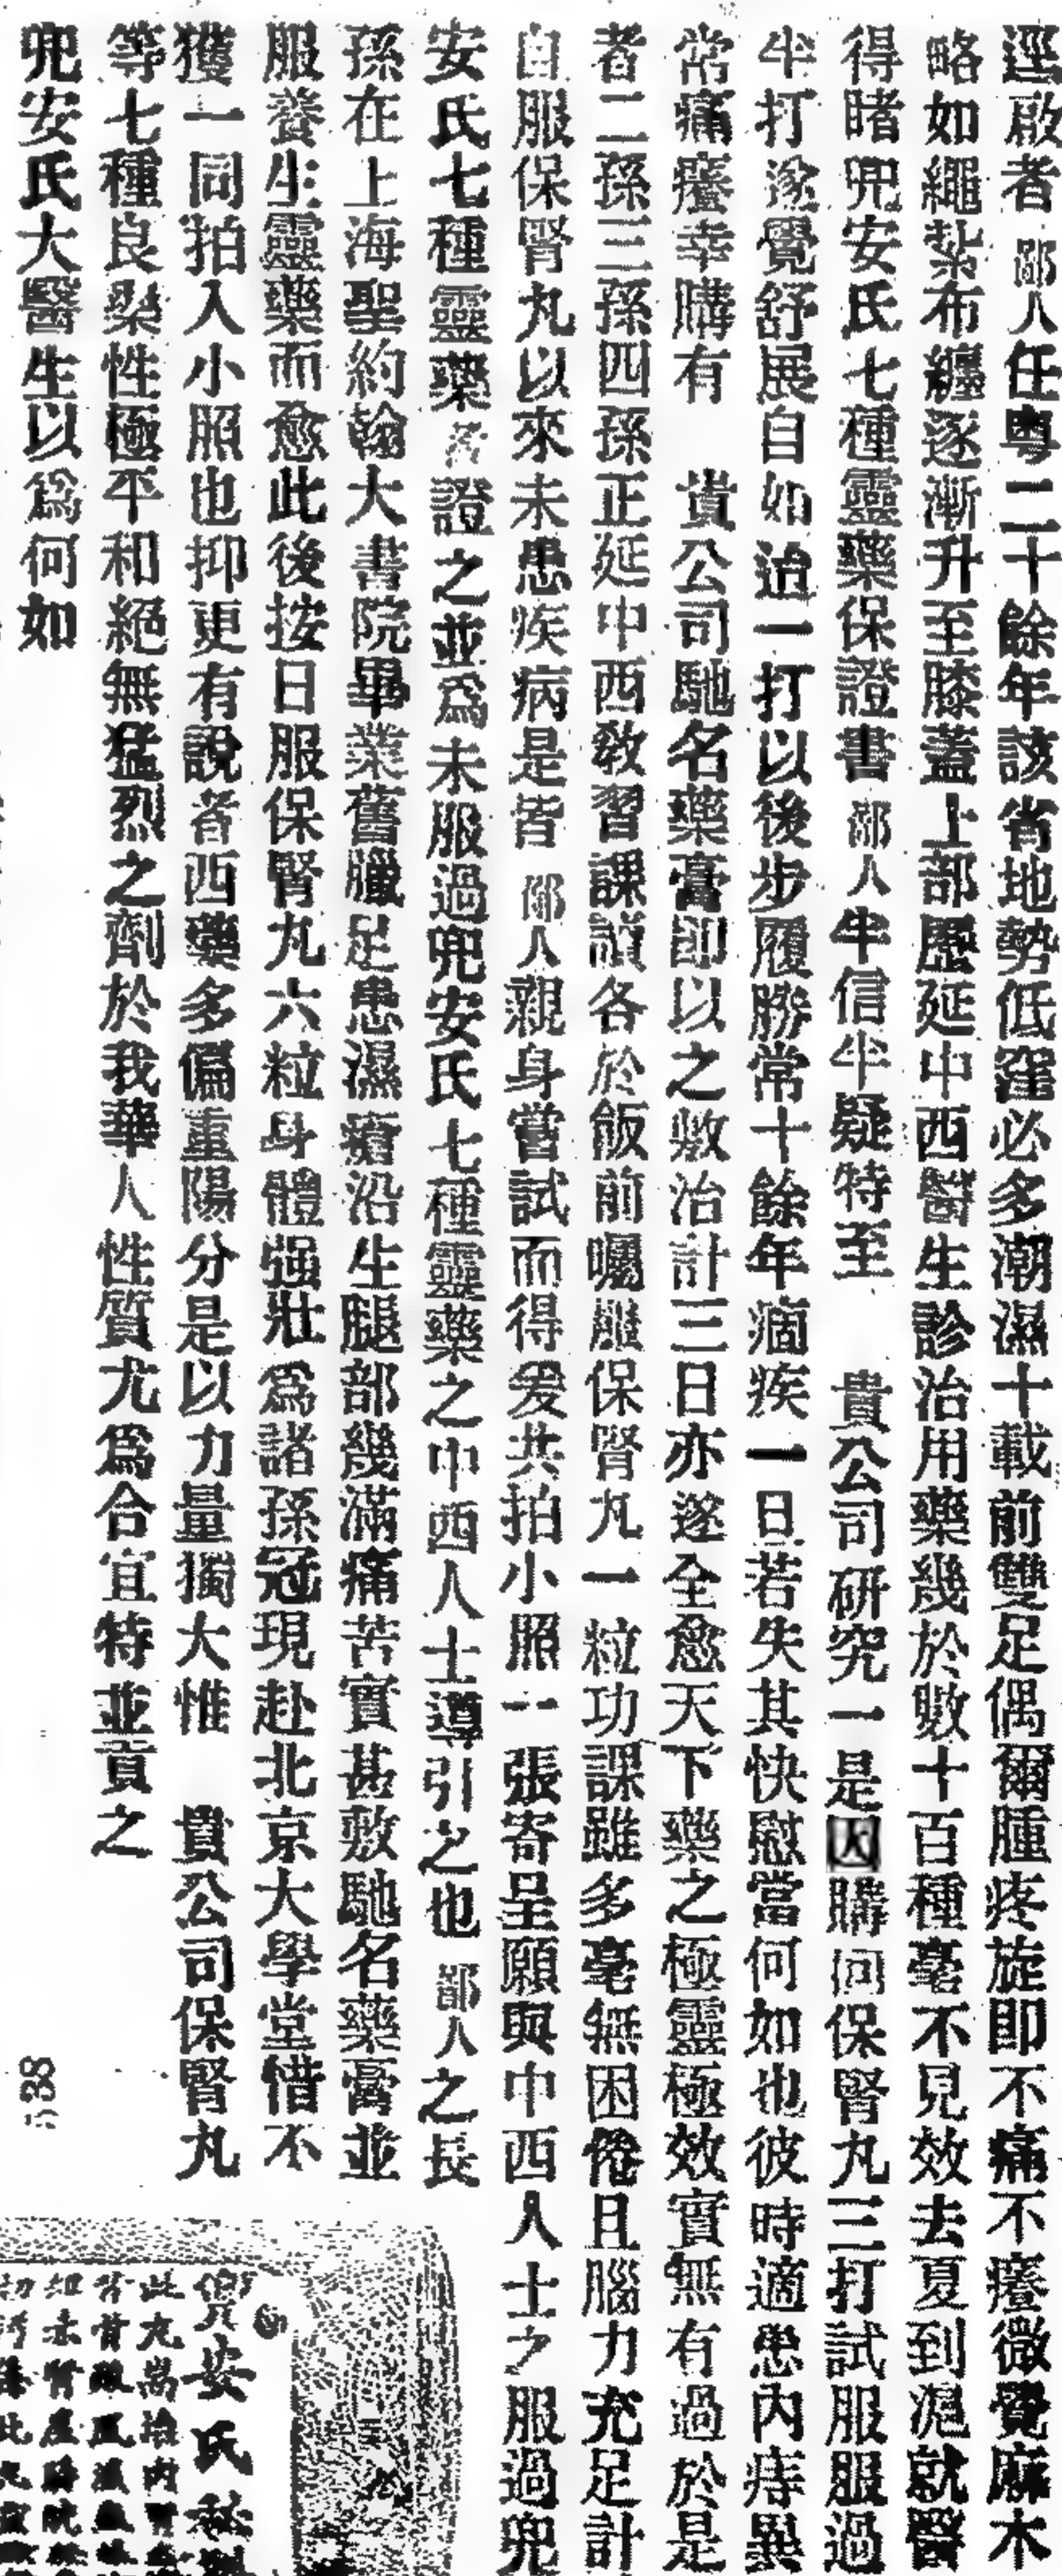 逕啟者鄙人任粤二十餘年該省地勢低窪必多潮濕十載前雙足偶爾腫疼旋卽不痛不癢微覺麻木
略如繩紮布纏逐漸升至膝蓋上部歷延中西醫生診治用藥幾於數十百種毫不見效去夏到滬就醫
得睹兜安氏七種靈藥保證書鄙人半信半疑特至 貴公司研究一是因購回保腎丸三打試服服過
半打遂覺舒展自如迨一打以後步履勝常十餘年痼疾一旦若失其快慰當何如也彼時適患內痔異
常痛癢幸購有 貴公司馳名藥膏卽以之敷治計三日亦遂全愈天下藥之極靈極效實無有過於是
者二孫三孫四孫正延中西敎習課讀各於飯前囑服保腎丸一粒功課雖多毫無困倦且腦力充足計
自服保腎丸以來未患疾病是皆鄙人親身嘗試而得爰共拍小照一張寄呈願與中西人士之服過兜
安氏七種靈藥者證之並爲未服過兜安氏七種靈藥之中西人士導引之也鄙人之長
孫在上海聖約翰大書院畢業舊臘足患濕瘡沿生腿部幾滿痛苦實甚敷馳名藥膏並
服養生靈藥而愈此後按日服保腎丸六粒身體强壯爲諸孫冠現赴北京大學堂惜不
獲一同拍入小照也抑更有說者西藥多偏重陽分是以力量獨大惟 貴公司保腎丸
等七種良藥性極平和絕無猛烈之劑於我華人性質尤爲合宜特並貢之
兜安氏大醫生以爲何如
38
兜安氏秘